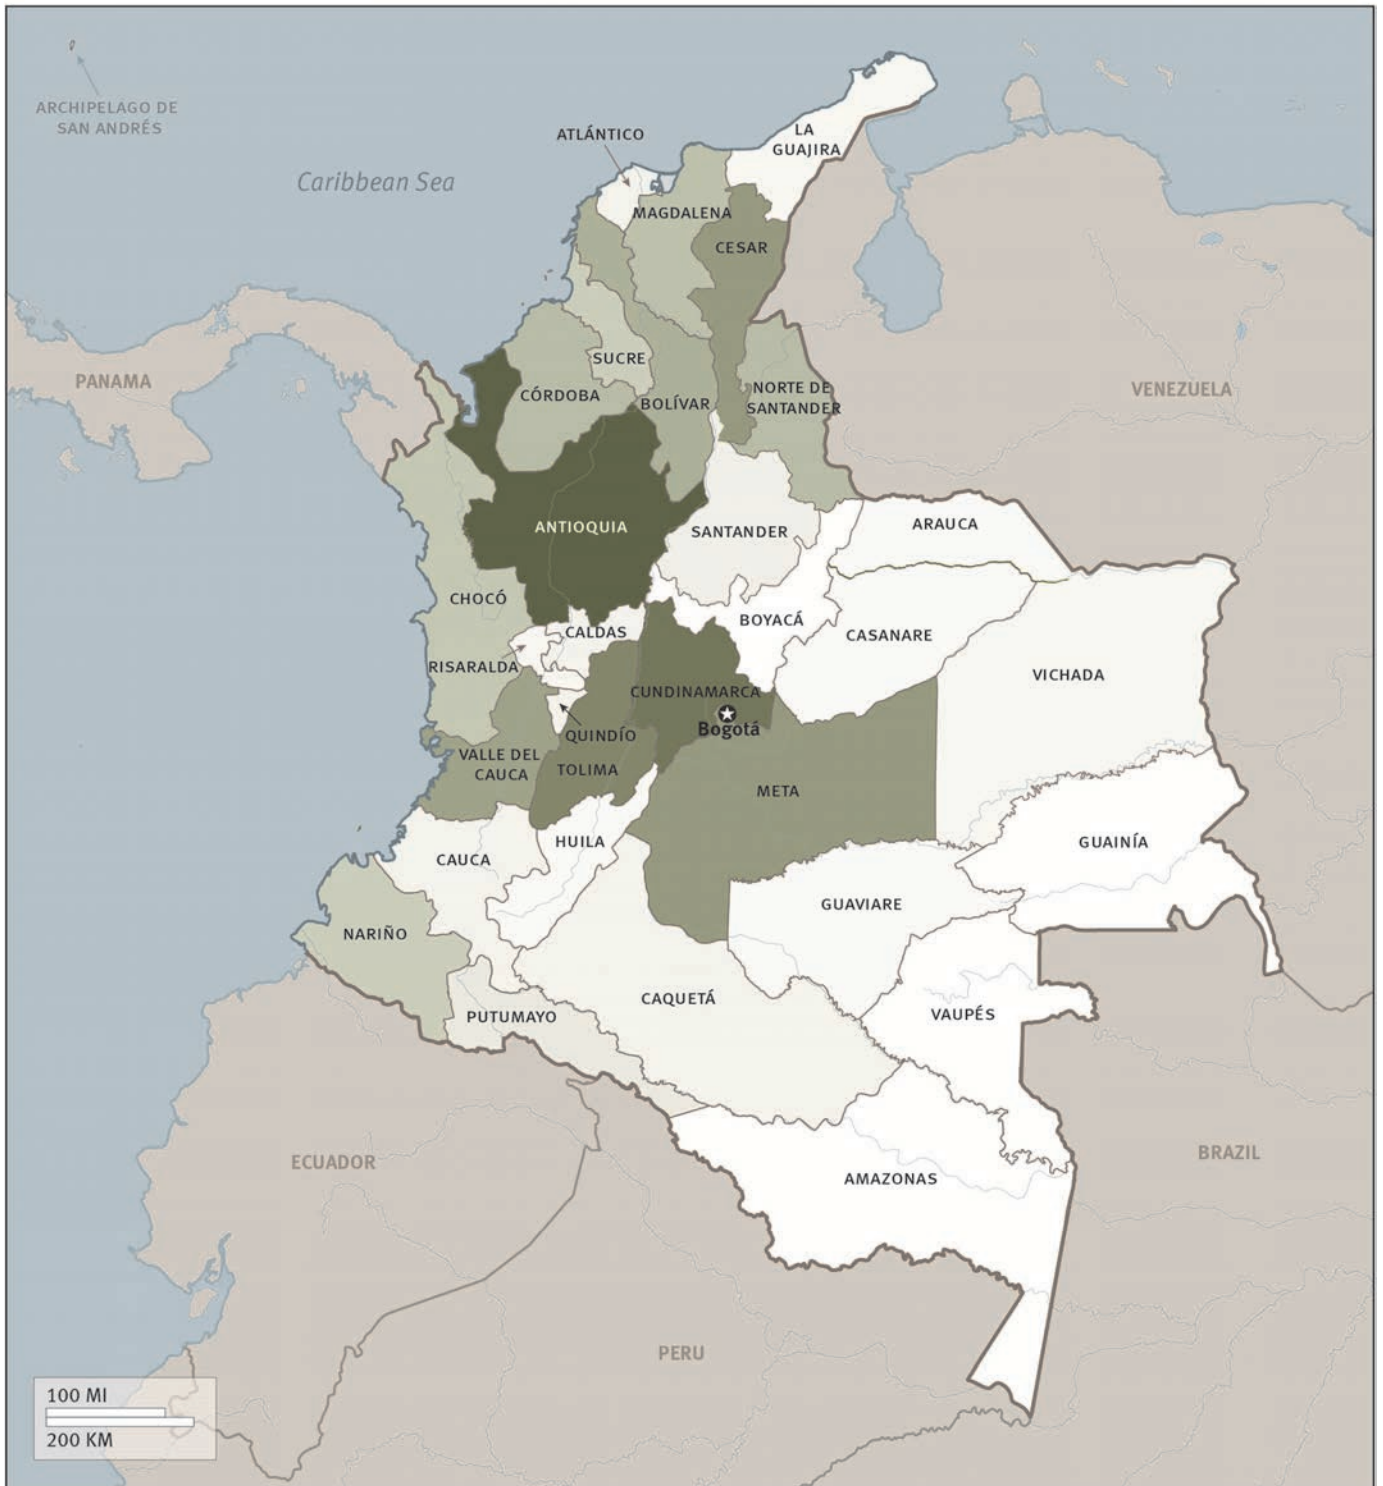 ARCHIPELAGO DE
SAN ANDRÉS
Caribbean Sea
ATLÁNTICO
LA
GUAJIRA
MAGDALENA
CESAR
SUCRE
CÓRDOBA
BOLÍVAR
NORTE DE
SANTANDER
PANAMA
VENEZUELA
ANTIOQUIA
SANTANDER
ARAUCA
CHOCÓ
BOYACÁ
CALDAS
CASANARE
RISARALDA
VICHADA
CUNDINAMARCA
Bogotá
QUINDÍO
VALLE DEL
CAUCA
TOLIMA
META
HUILA
GUAINÍA
CAUCA
GUAVIARE
NARIÑO
CAQUETÁ
PUTUMAYO
VAUPÉS
ECUADOR
BRAZIL
AMAZONAS
PERU
100 MI
200 KM